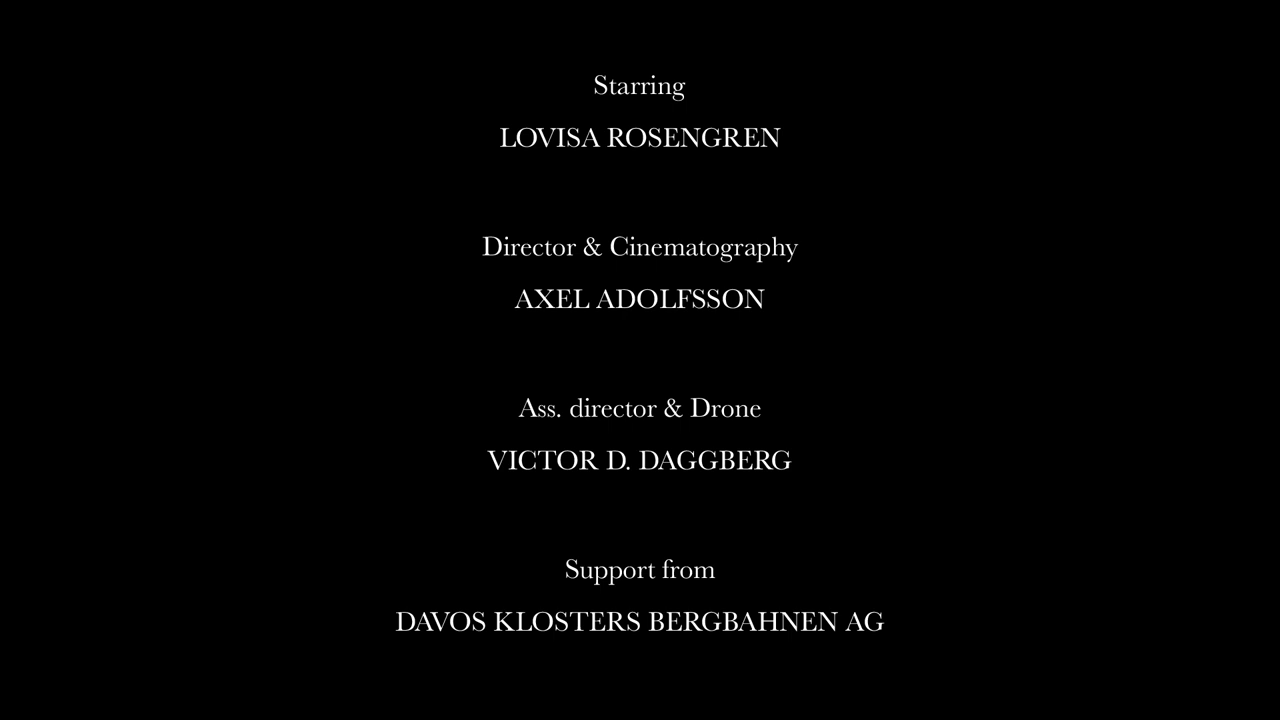 Starring
LOVISA ROSENGREN
Director & Cinematography
AXEL ADOLFSSON
Ass. director & Drone
VICTOR D. DAGGBERG
Support from
DAVOS KLOSTERS BERGBAHNEN AG